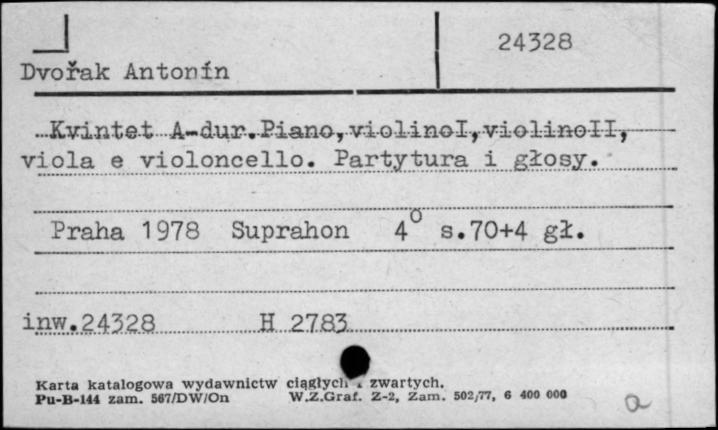 24328
Dvořak Antonín
Kvintet A-dur.Piano,violinoI,violinoII,
viola e violoncello. Partytura i głosy.
Praha 1978 Suprahon 4° s.70+4 gł.
inw.24328 H 2783
Karta katalogowa wydawnictw ciągłych i zwartych.
Pu-B-144 zam. 567/DW/On W.Z.Graf. Z-2, Zam. 502/77, 6 400 000
a